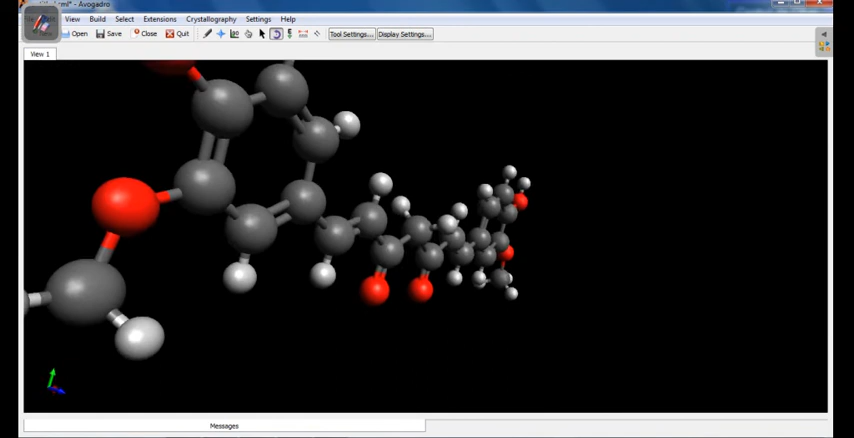 - Avogadro
View Build Select Extensions Crystallography Settings Help
Open Save Close Quit Tool Settings... Display Settings...
View 1
Messages